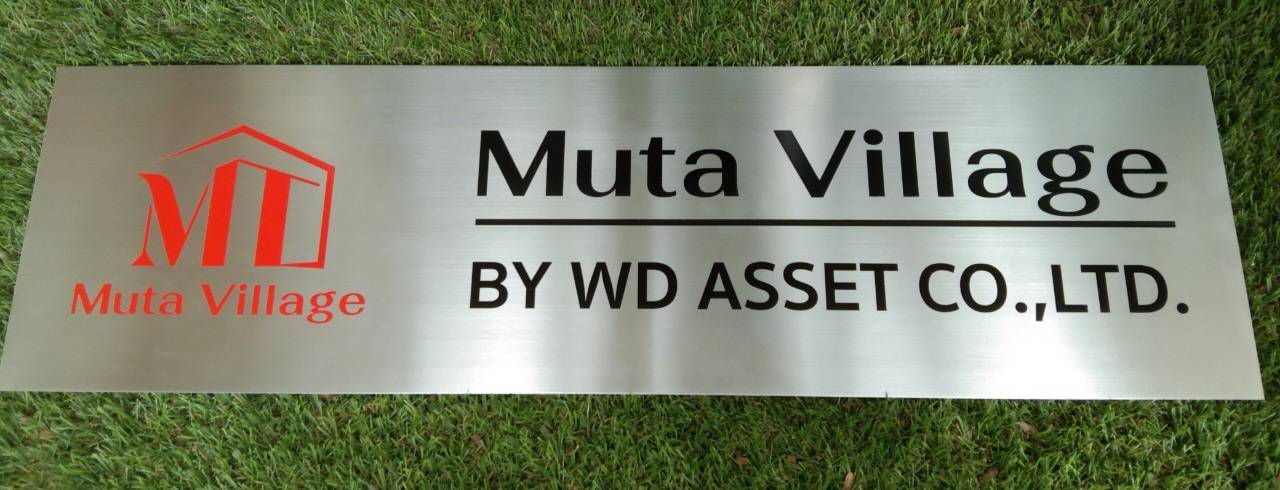 MT
Muta Village
Muta Village
BY WD ASSET CO.,LTD.